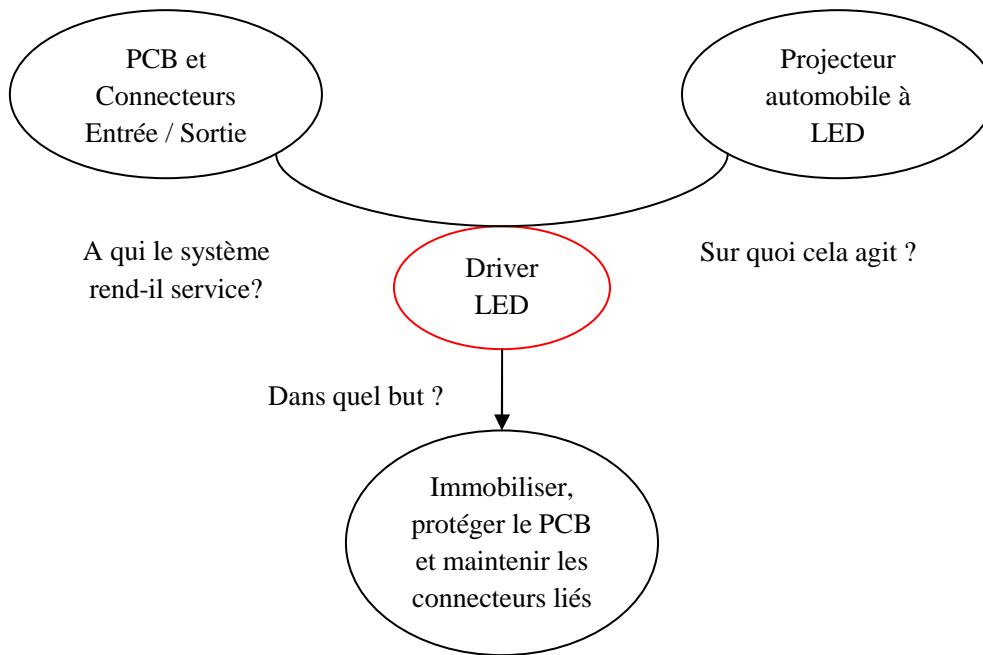 PCB et
Connecteurs
Entrée / Sortie
Projecteur
automobile à
LED
A qui le système
rend-il service?
Sur quoi cela agit ?
Driver
LED
Dans quel but ?
Immobiliser,
protéger le PCB
et maintenir les
connecteurs liés